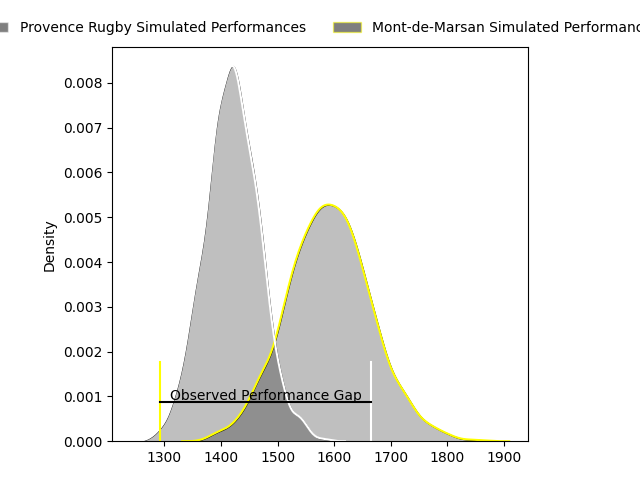 Provence Rugby Simulated Performances
Mont-de-Marsan Simulated Performanc
Density
0.008
0.007
0.006
0.005
0.004
0.003
0.002
0.001
0.000
Observed Performance Gap
1300 1400 1500 1600 1700 1800 1900